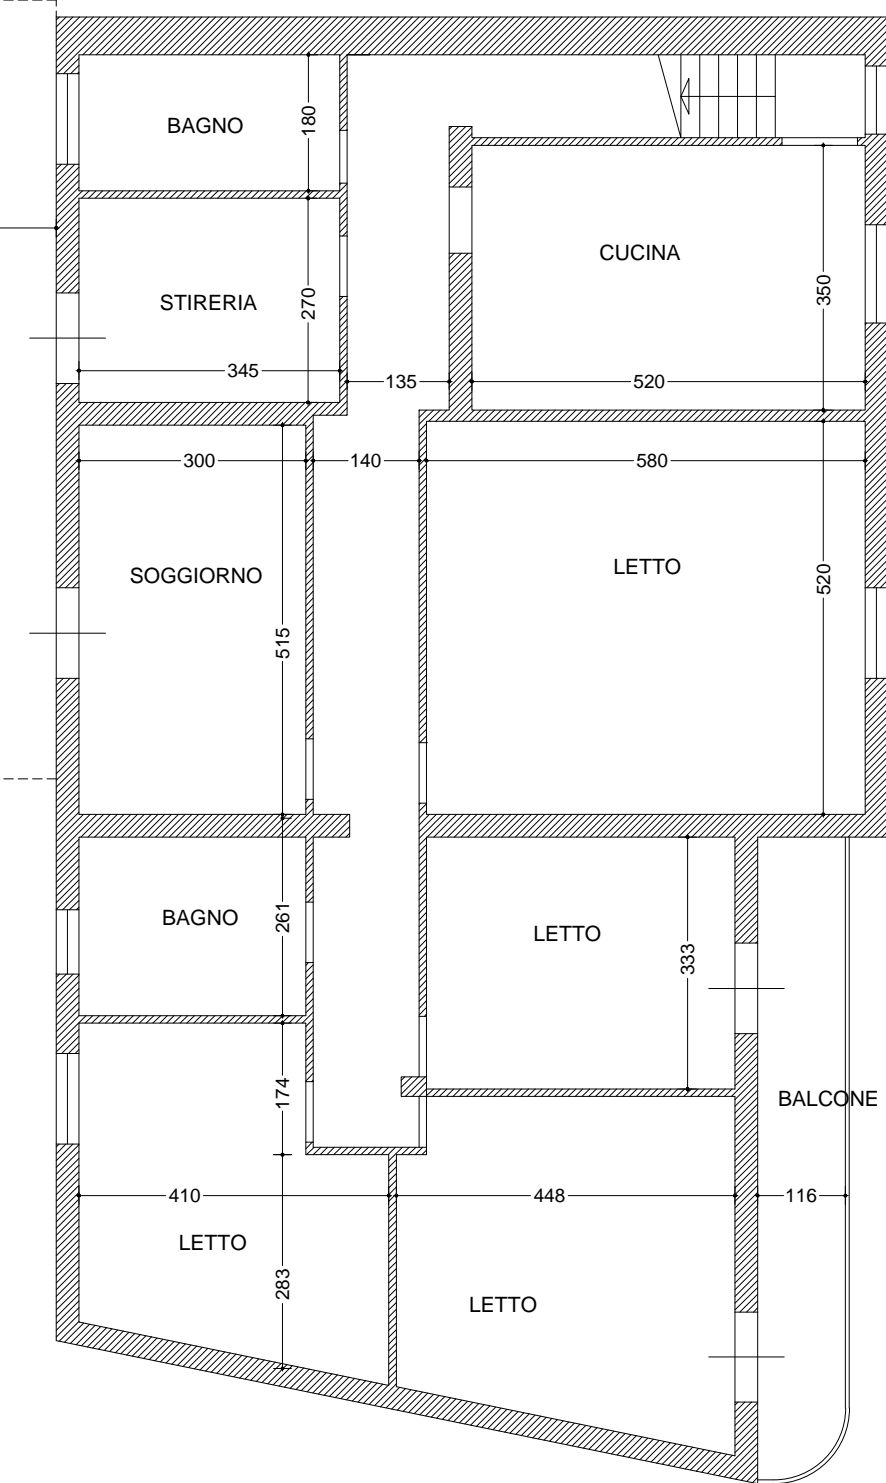 BAGNO
180
CUCINA
STIRERIA
270
350
345
135
520
300
140
580
SOGGIORNO
LETTO
520
515
BAGNO
261
LETTO
333
174
BALCONE
410
448
116
LETTO
283
LETTO